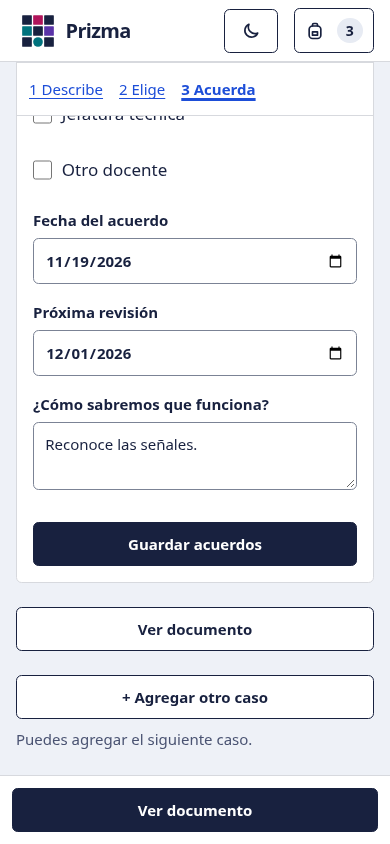 Prizma
3
1 Describe 2 Elige 3 Acuerda
Jefatura técnica
Otro docente
Fecha del acuerdo
11/19/2026
Próxima revisión
12/01/2026
¿Cómo sabremos que funciona?
Reconoce las señales.
Guardar acuerdos
Ver documento
+ Agregar otro caso
Puedes agregar el siguiente caso.
Ver documento